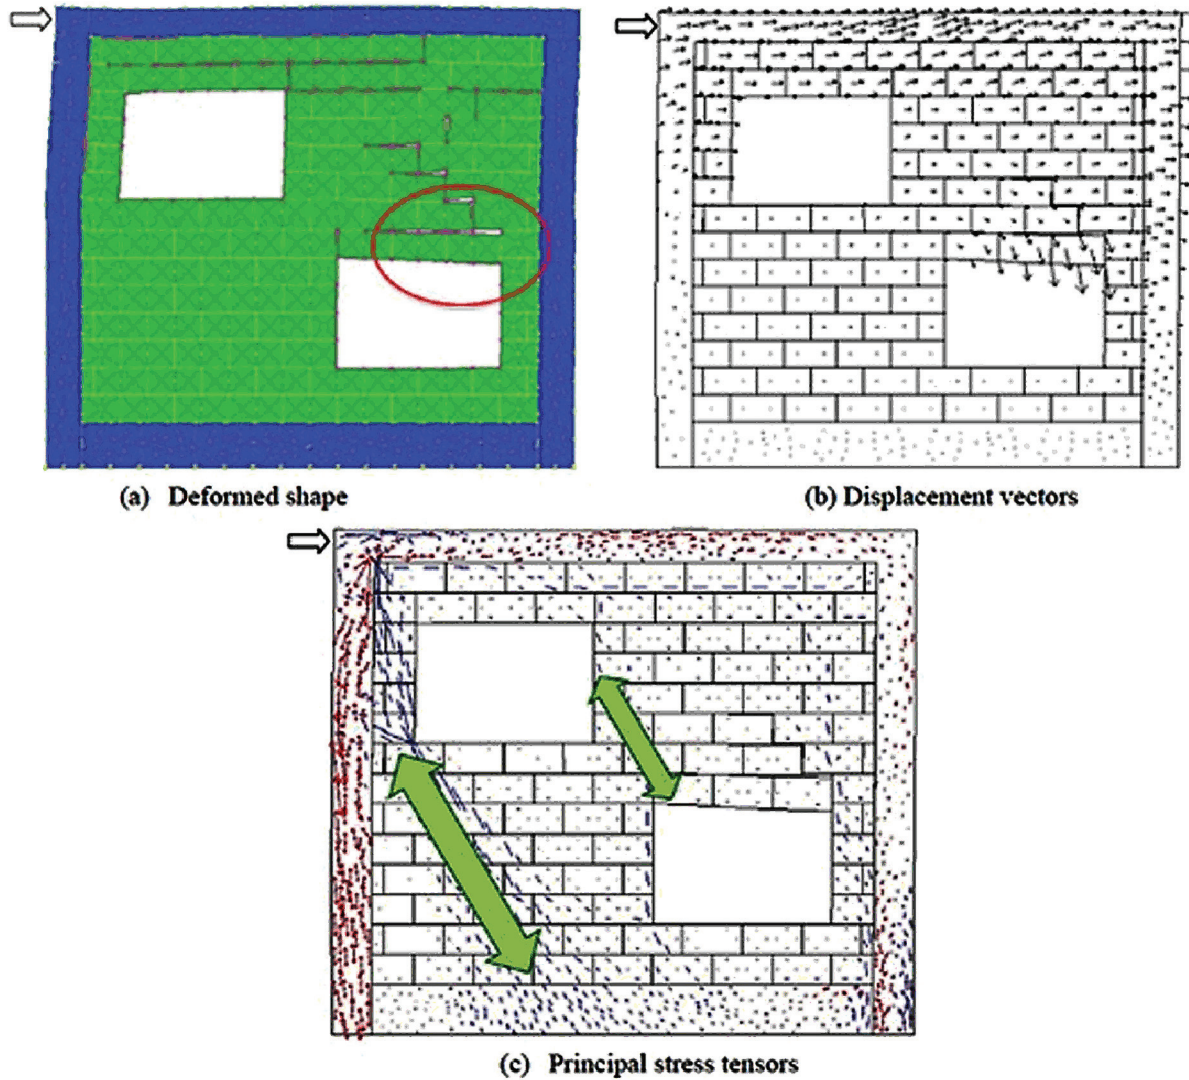 (a) Deformed shape
(b) Displacement vectors
(c) Principal stress tensors